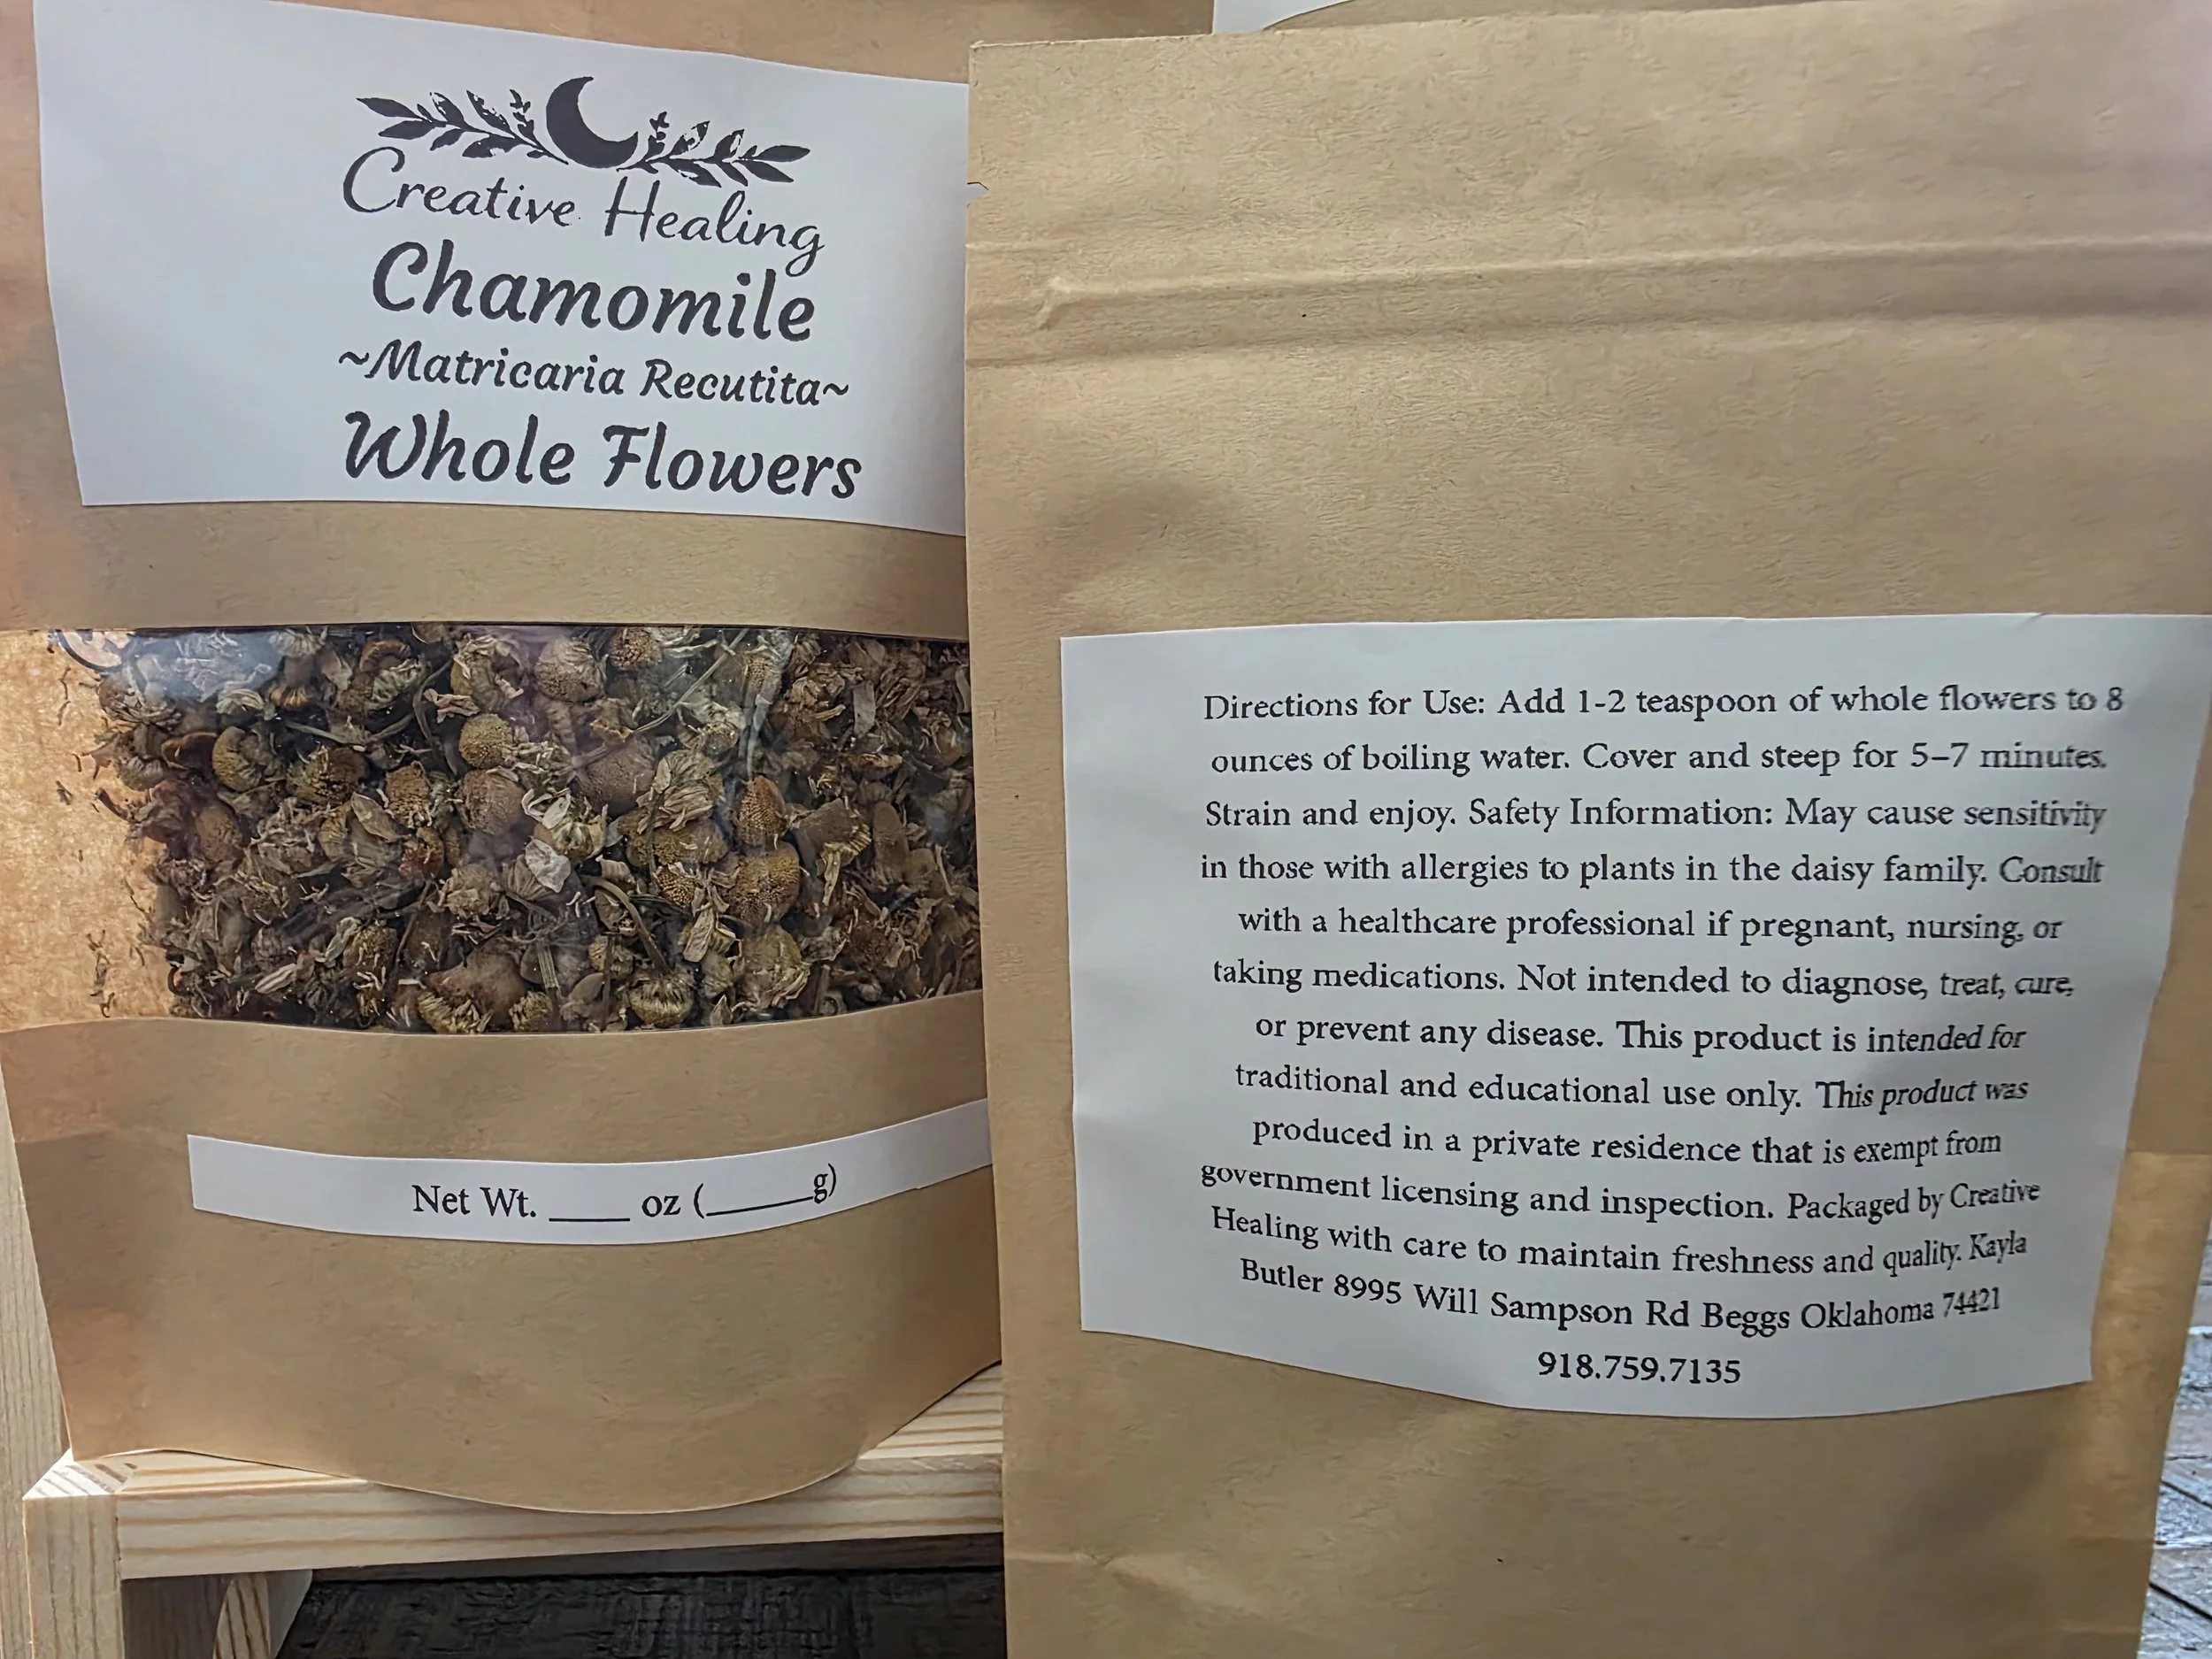 Creative Healing
Chamomile
~Matricaria Recutita~
Whole Flowers
Net Wt. ____ oz (_____g)
Directions for Use: Add 1-2 teaspoon of whole flowers to 8
ounces of boiling water. Cover and steep for 5–7 minutes.
Strain and enjoy. Safety Information: May cause sensitivity
in those with allergies to plants in the daisy family. Consult
with a healthcare professional if pregnant, nursing, or
taking medications. Not intended to diagnose, treat, cure,
or prevent any disease. This product is intended for
traditional and educational use only. This product was
produced in a private residence that is exempt from
government licensing and inspection. Packaged by Creative
Healing with care to maintain freshness and quality. Kayla
Butler 8995 Will Sampson Rd Beggs Oklahoma 74421
918.759.7135